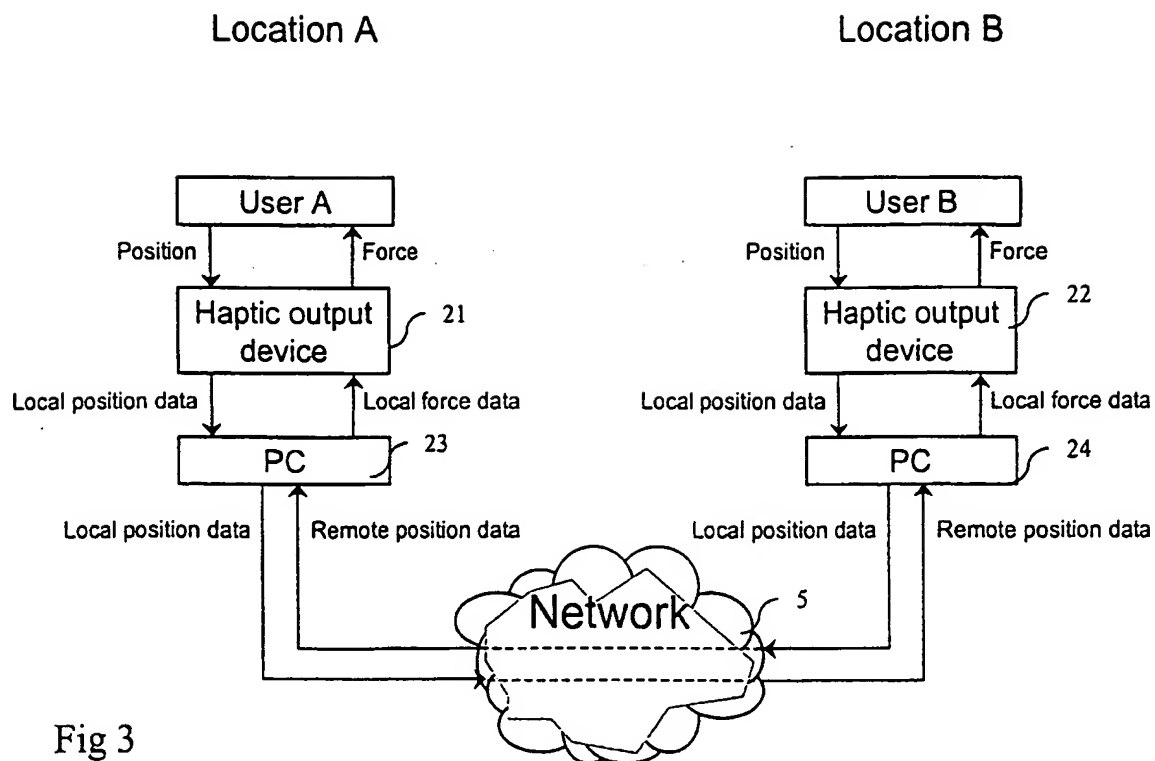 Location A
Location B
User A
User B
Position
Force
Position
Force
Haptic output
device
21
Haptic output
device
22
Local position data
Local force data
Local position data
Local force data
PC
23
PC
24
Local position data
Remote position data
Local position data
Remote position data
Network
5
Fig 3